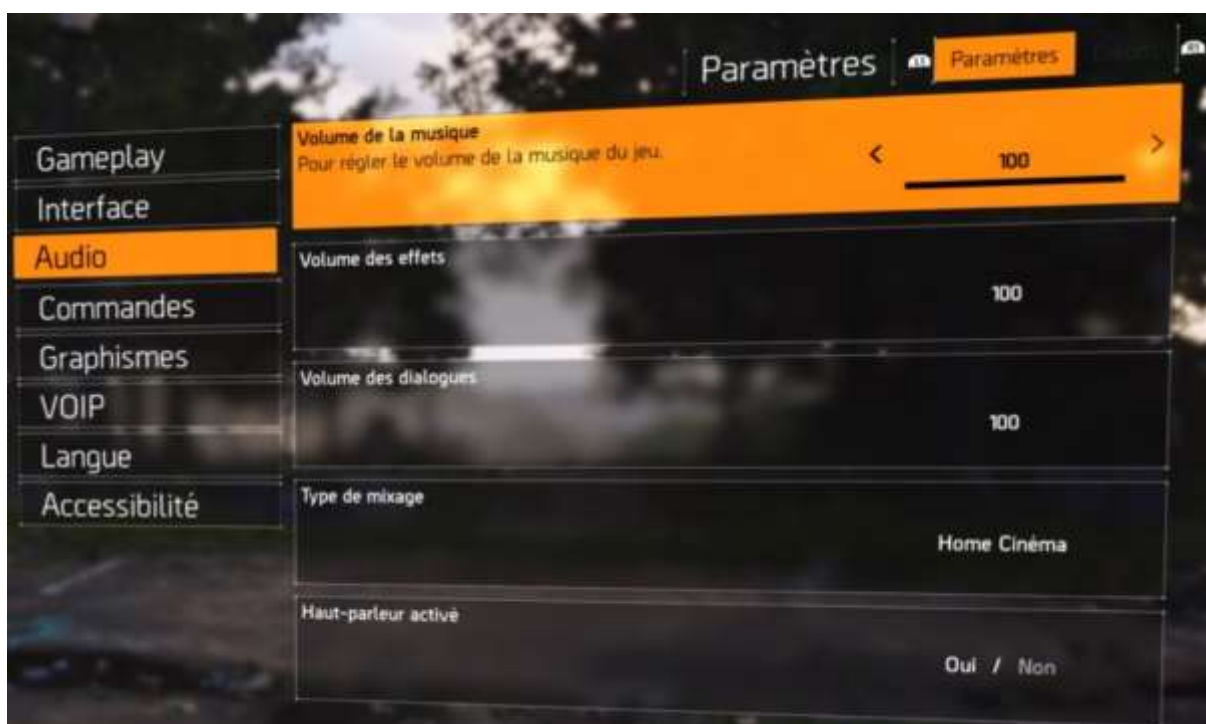 Paramètres
Paramètres
Gameplay
Interface
Audio
Commandes
Graphismes
VOIP
Langue
Accessibilité
Volume de la musique
Pour régler le volume de la musique du jeu.
< 100 >
Volume des effets
100
Volume des dialogues
100
Type de mixage
Home Cinéma
Haut-parleur activé
Oui / Non